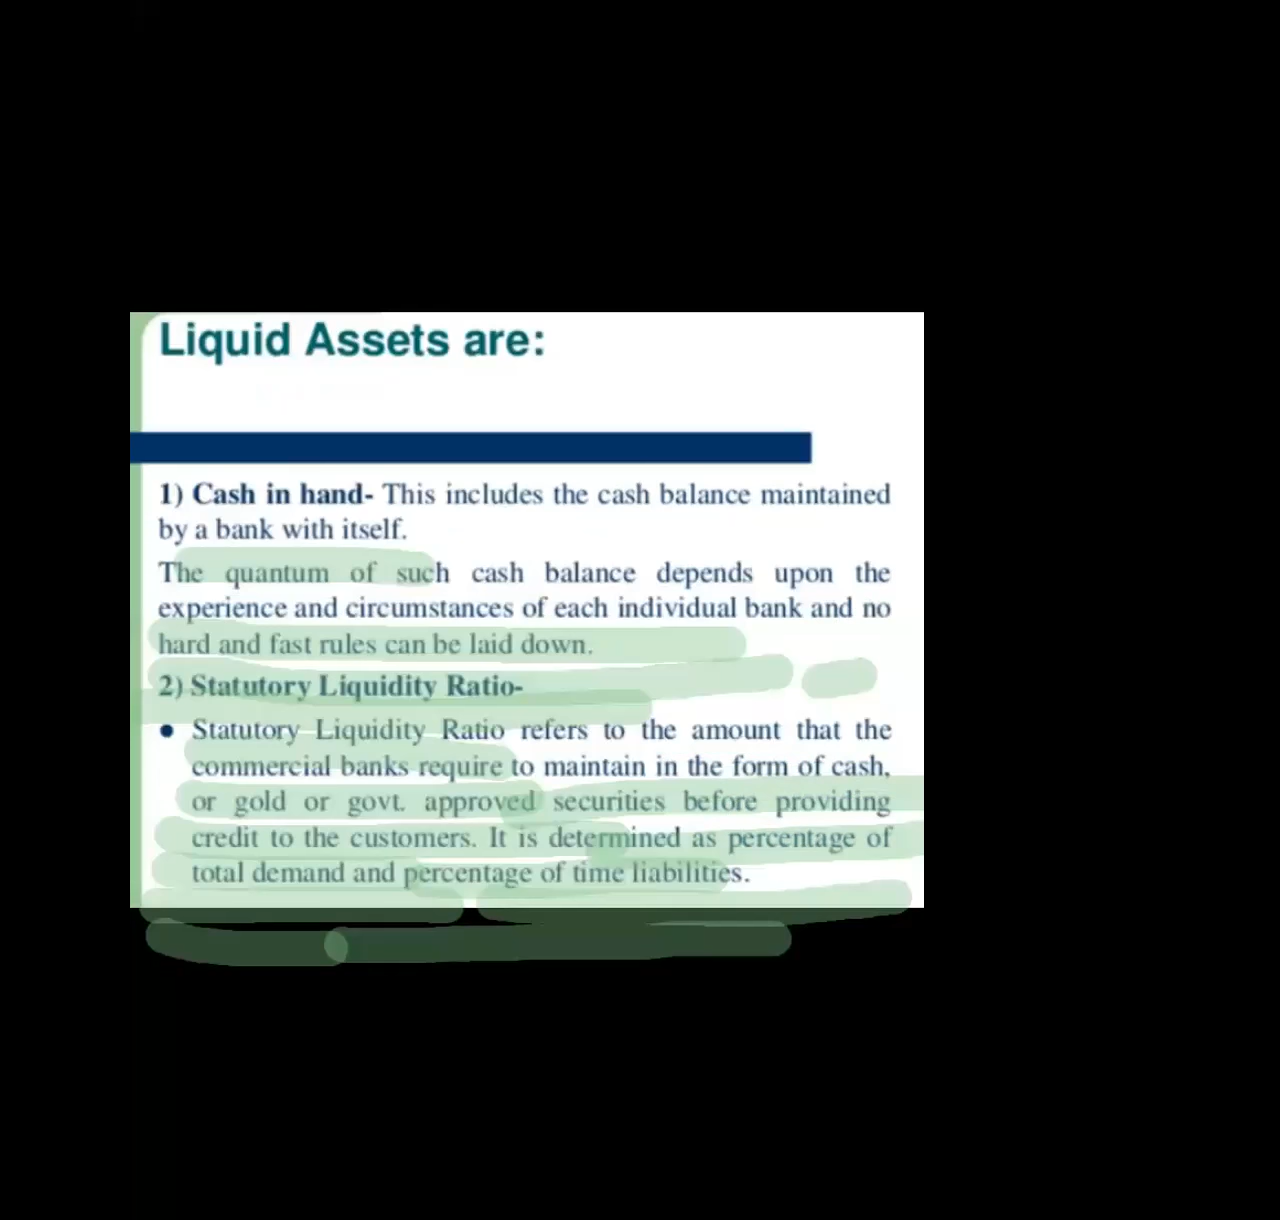 Liquid Assets are:
1) Cash in hand- This includes the cash balance maintained
by a bank with itself.
The quantum of such cash balance depends upon the
experience and circumstances of each individual bank and no
hard and fast rules can be laid down.
2) Statutory Liquidity Ratio-
● Statutory Liquidity Ratio refers to the amount that the
commercial banks require to maintain in the form of cash,
or gold or govt. approved securities before providing
credit to the customers. It is determined as percentage of
total demand and percentage of time liabilities.